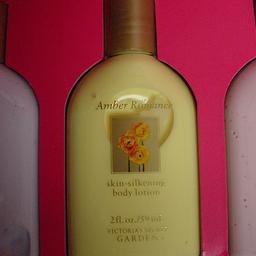 Amber Romance
skin-silkening
body lotion
2 fl. oz./59 mL
VICTORIA'S SECRET
GARDEN